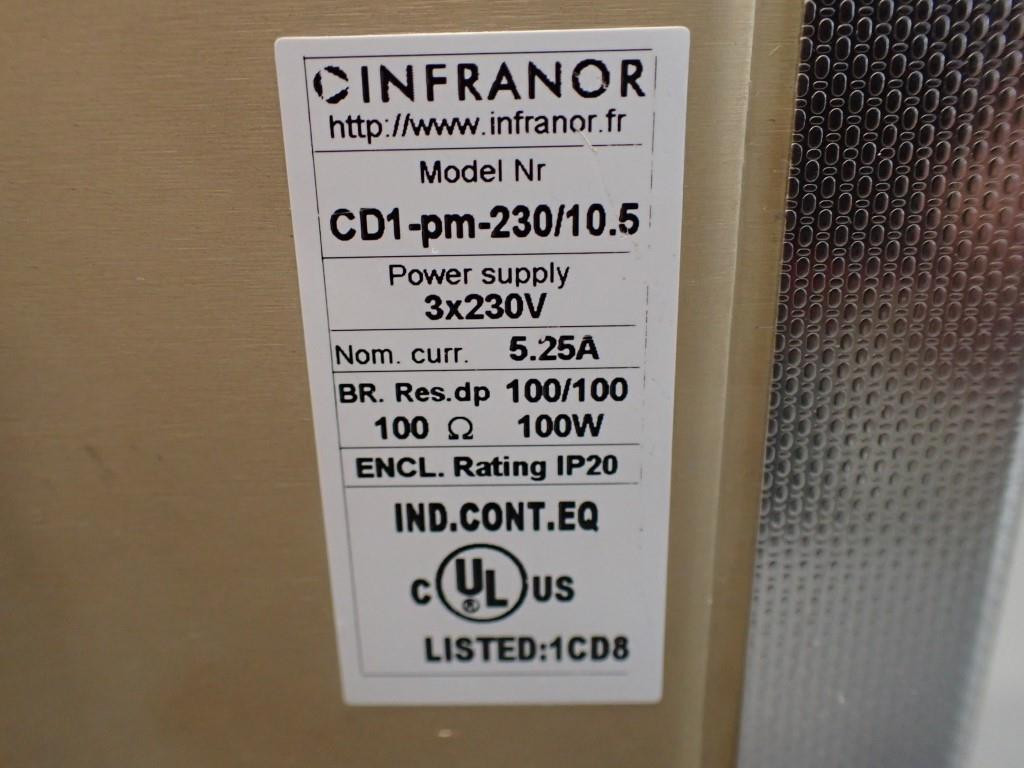 INFRANOR
http://www.infranor.fr
Model Nr
CD1-pm-230/10.5
Power supply
3x230V
Nom. curr. 5.25A
BR. Res.dp 100/100
100 Ω 100W
ENCL. Rating IP20
IND.CONT.EQ
C UL® US
LISTED:1CD8